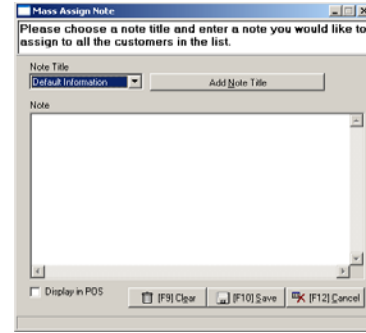 Mass Assign Note
Please choose a note title and enter a note you would like to
assign to all the customers in the list.
Note Title
Default Information
Add Note Title
Note
Display in POS
[F9] Clear
[F10] Save
[F12] Cancel